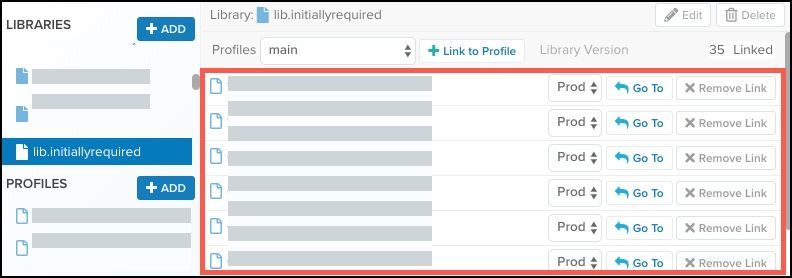 LIBRARIES
+ ADD
lib.initiallyrequired
PROFILES
+ ADD
Library: lib.initiallyrequired
Edit
Delete
Profiles main + Link to Profile Library Version 35 Linked
Prod Go To Remove Link
Prod Go To Remove Link
Prod Go To Remove Link
Prod Go To Remove Link
Prod Go To Remove Link
Prod Go To Remove Link